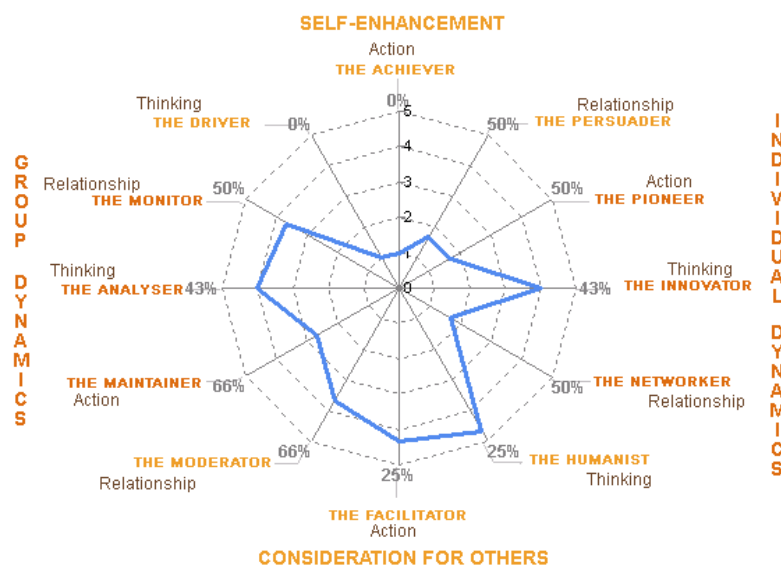 SELF-ENHANCEMENT
Action
THE ACHIEVER
0%
Thinking
THE DRIVER
0%
Relationship
50% THE PERSUADER
Relationship
50%
THE MONITOR
Action
50%
THE PIONEER
Thinking
THE ANALYSER 43%
Thinking
43% THE INNOVATOR
5
4
3
2
1
0
THE MAINTAINER 66%
Action
50%
THE NETWORKER
Relationship
66%
THE MODERATOR
Relationship
25%
THE HUMANIST
Thinking
25%
THE FACILITATOR
Action
CONSIDERATION FOR OTHERS
GROUP DYNAMICS
INDIVIDUAL DYNAMICS